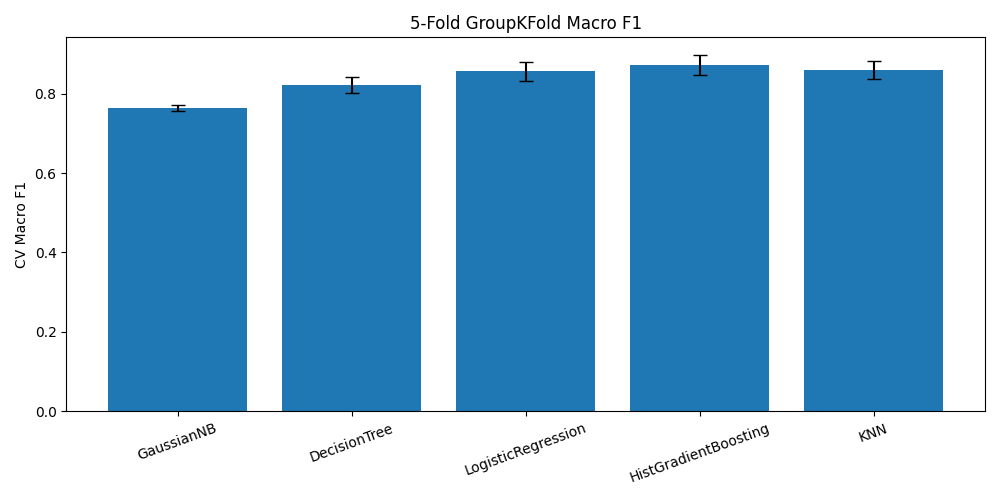 5-Fold GroupKFold Macro F1
CV Macro F1
0.8
0.6
0.4
0.2
0.0
GaussianNB
DecisionTree
LogisticRegression
HistGradientBoosting
KNN